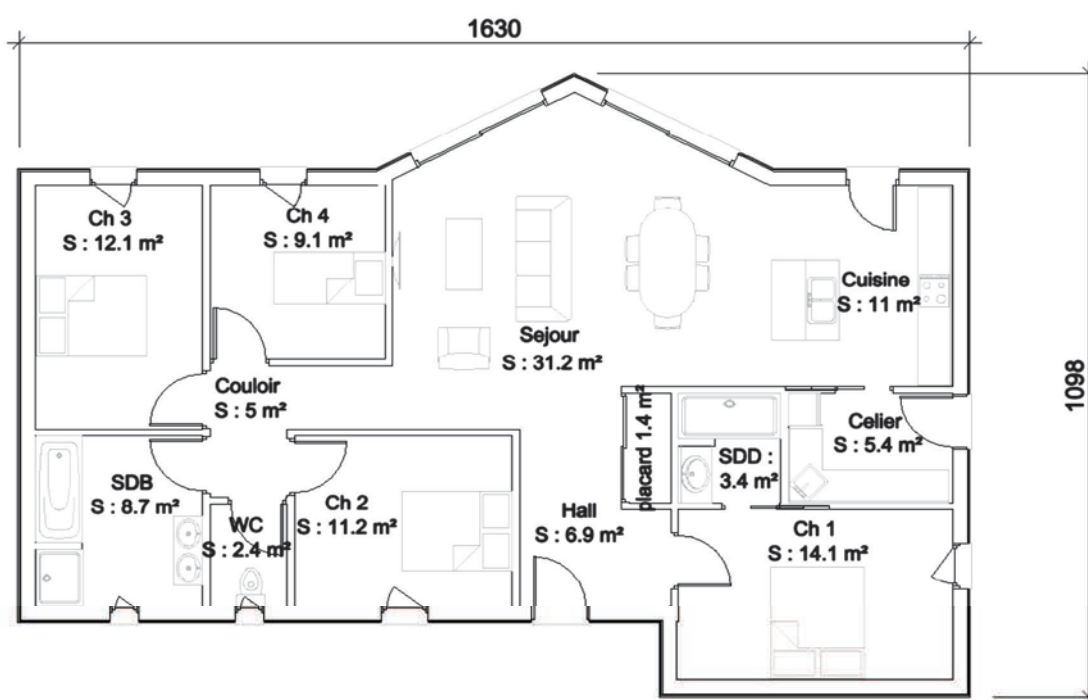 1630
Ch 3
S : 12.1 m²
Ch 4
S : 9.1 m²
Cuisine
S : 11 m²
Sejour
S : 31.2 m²
1098
Couloir
S : 5 m²
placard 1.4 m²
Celier
S : 5.4 m²
SDD :
3.4 m²
SDB
S : 8.7 m²
WC
S : 2.4 m²
Ch 2
S : 11.2 m²
Hall
S : 6.9 m²
Ch 1
S : 14.1 m²